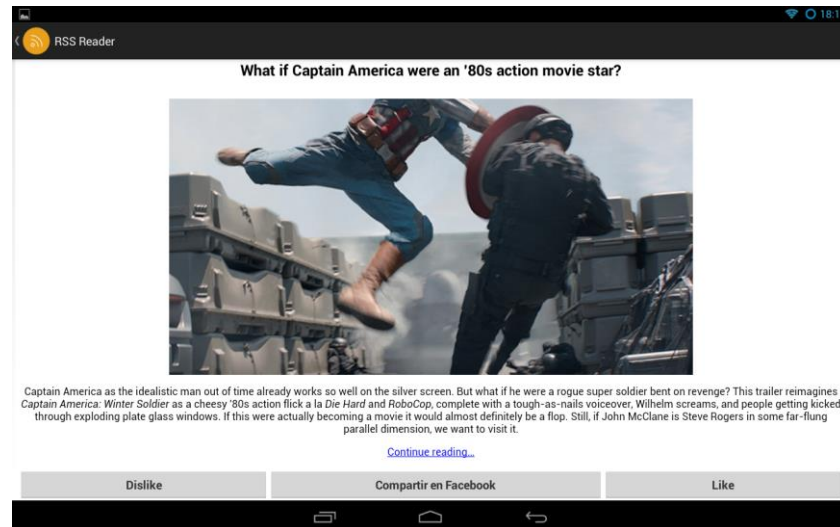 18:1
RSS Reader
What if Captain America were an '80s action movie star?
Captain America as the idealistic man out of time already works so well on the silver screen. But what if he were a rogue super soldier bent on revenge? This trailer reimagines
Captain America: Winter Soldier as a cheesy '80s action flick a la Die Hard and RoboCop, complete with a tough-as-nails voiceover, Wilhelm screams, and people getting kicked
through exploding plate glass windows. If this were actually becoming a movie it would almost definitely be a flop. Still, if John McClane is Steve Rogers in some far-flung
parallel dimension, we want to visit it.
Continue reading...
Dislike
Compartir en Facebook
Like